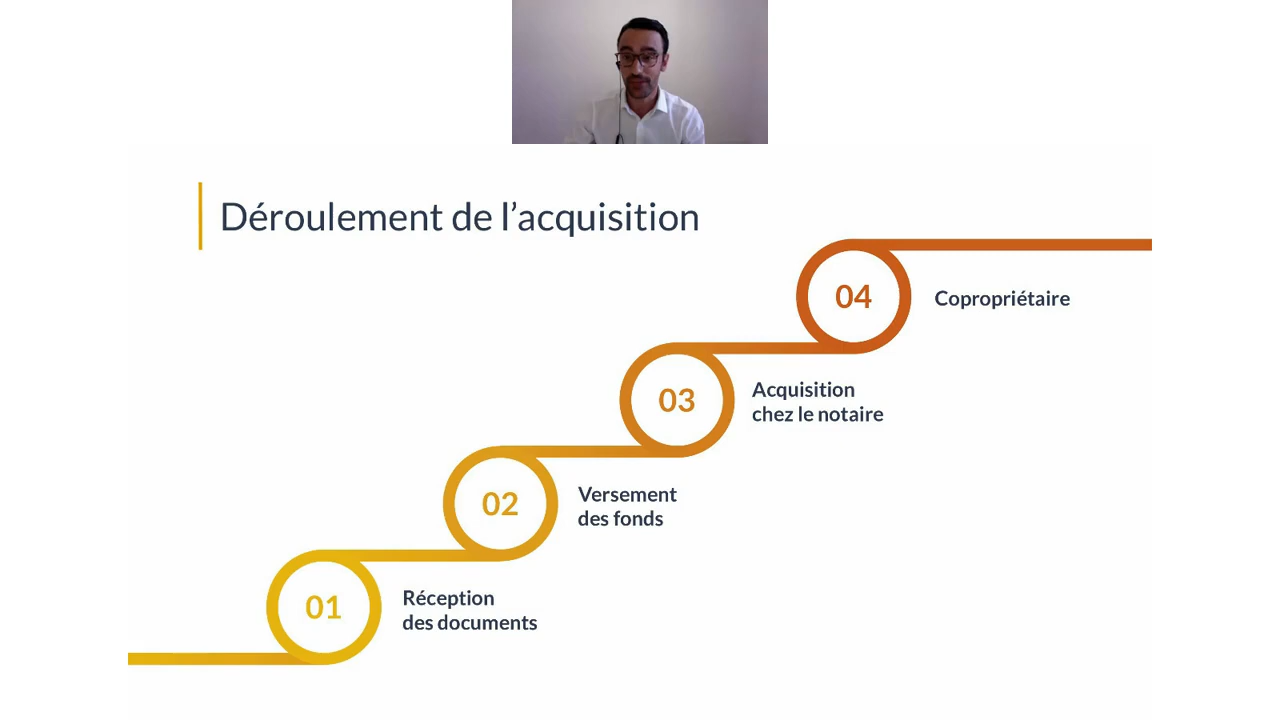 Déroulement de l’acquisition
04
Copropriétaire
03
Acquisition
chez le notaire
02
Versement
des fonds
01
Réception
des documents